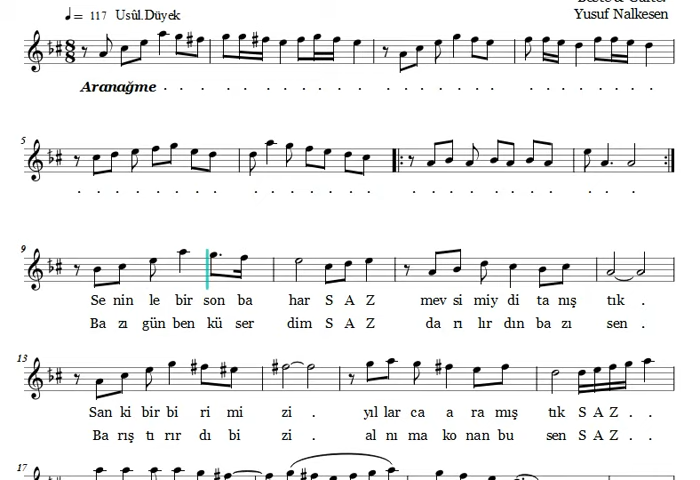 Beste & Güfte:
♩= 117 Usûl.Düyek
Yusuf Nalkesen
8
8
Aranağme . . . . . . . . . . . . . . . . . . . . . . . . . . .
5
. . . . . . . . . . . . . . .
9
Se nin le bir son ba har S A Z mev si miy di ta nış tık .
Ba zı gün ben kü ser dim S A Z da rı lır dın ba zı sen .
13
San ki bir bi ri mi zi . yıl lar ca a ra mış tık S A Z . .
Ba rış tı rır dı bi zi . al nı ma ko nan bu sen S A Z . .
17